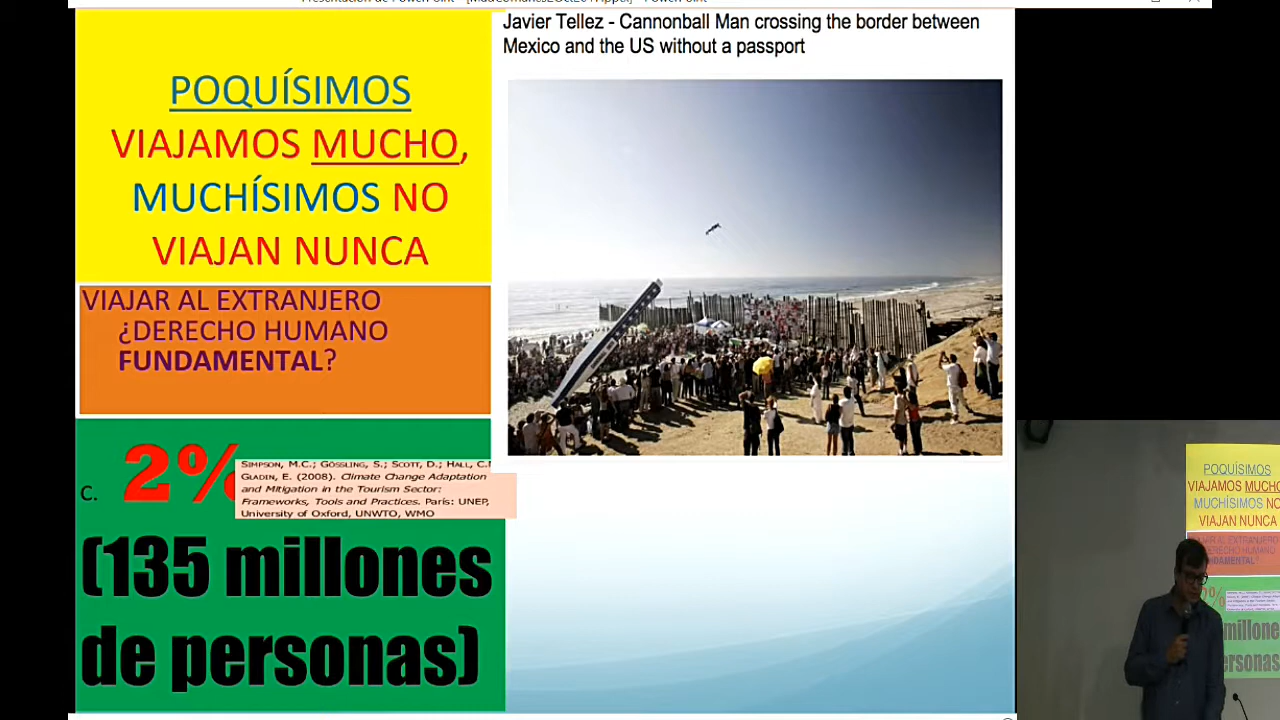 POQUÍSIMOS
VIAJAMOS MUCHO,
MUCHÍSIMOS NO
VIAJAN NUNCA
VIAJAR AL EXTRANJERO
¿DERECHO HUMANO
FUNDAMENTAL?
C. 2%
SIMPSON, M.C.; GÖSSLING, S.; SCOTT, D.; HALL, C.
GLADIN, E. (2008). Climate Change Adaptation
and Mitigation in the Tourism Sector:
Frameworks, Tools and Practices. París: UNEP,
University of Oxford, UNWTO, WMO
(135 millones
de personas)
Javier Tellez - Cannonball Man crossing the border between
Mexico and the US without a passport
POQUÍSIMOS
VIAJAMOS MUCHO
MUCHÍSIMOS NO
VIAJAN NUNCA